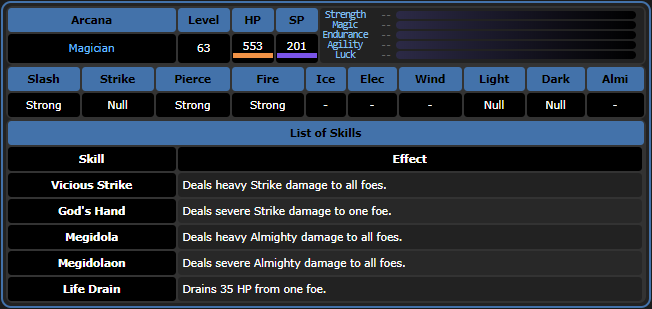 Arcana Level HP SP
Magician 63 553 201
Strength --
Magic --
Endurance --
Agility --
Luck --
Slash Strike Pierce Fire Ice Elec Wind Light Dark Almi
Strong Null Strong Strong - - - Null Null -
List of Skills
Skill Effect
Vicious Strike Deals heavy Strike damage to all foes.
God's Hand Deals severe Strike damage to one foe.
Megidola Deals heavy Almighty damage to all foes.
Megidolaon Deals severe Almighty damage to all foes.
Life Drain Drains 35 HP from one foe.